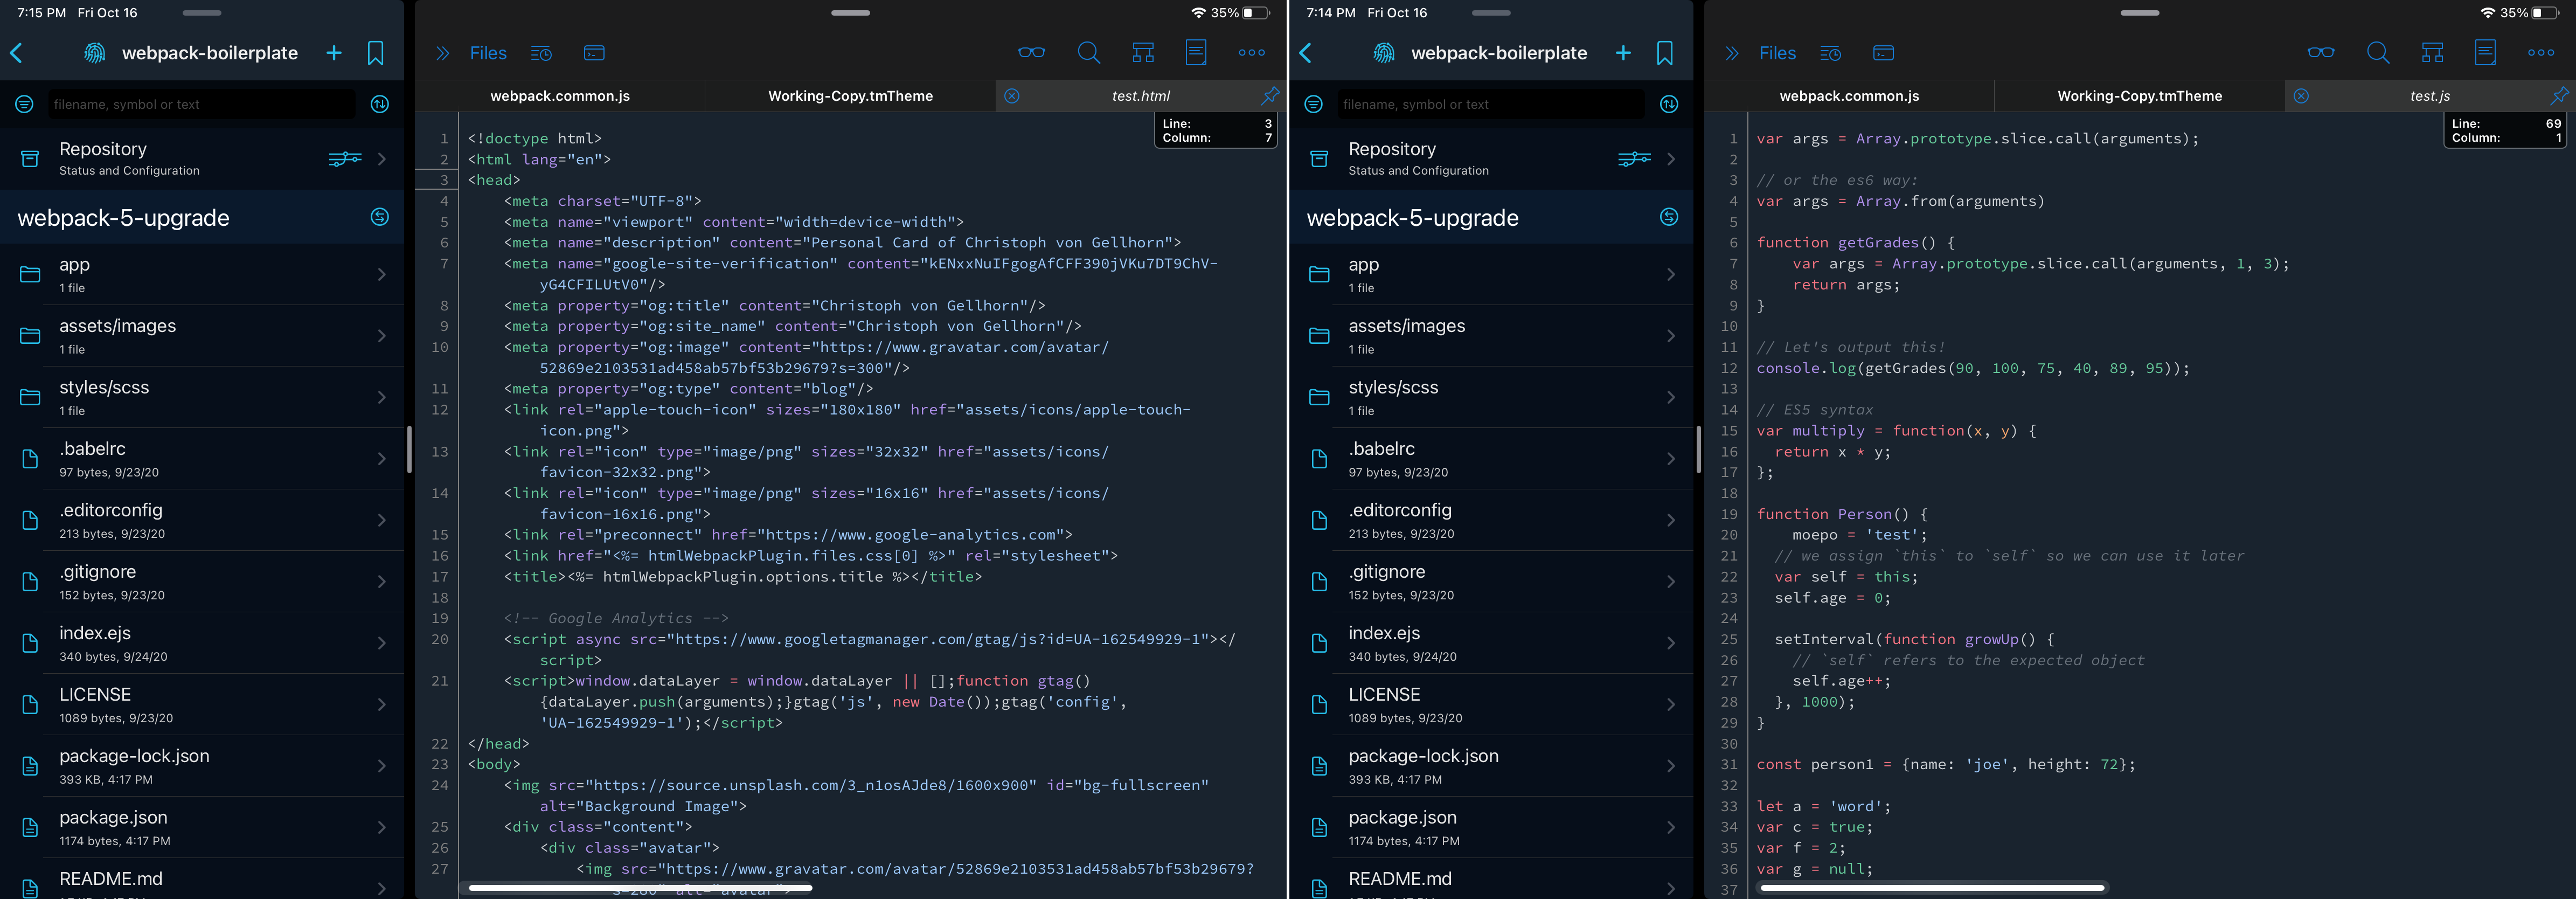 7:15 PM Fri Oct 16
webpack-boilerplate
filename, symbol or text
Repository
Status and Configuration
webpack-5-upgrade
app
1 file
assets/images
1 file
styles/scss
1 file
.babelrc
97 bytes, 9/23/20
.editorconfig
213 bytes, 9/23/20
.gitignore
152 bytes, 9/23/20
index.ejs
340 bytes, 9/24/20
LICENSE
1089 bytes, 9/23/20
package-lock.json
393 KB, 4:17 PM
package.json
1174 bytes, 4:17 PM
README.md
35%
Files
webpack.common.js
Working-Copy.tmTheme
test.html
Line: 3
Column: 7
1 <!doctype html>
2 <html lang="en">
3 <head>
4 <meta charset="UTF-8">
5 <meta name="viewport" content="width=device-width">
6 <meta name="description" content="Personal Card of Christoph von Gellhorn">
7 <meta name="google-site-verification" content="kENxxNuIFgogAfCFF390jVKu7DT9ChV-
yG4CFILUtV0"/>
8 <meta property="og:title" content="Christoph von Gellhorn"/>
9 <meta property="og:site_name" content="Christoph von Gellhorn"/>
10 <meta property="og:image" content="https://www.gravatar.com/avatar/
52869e2103531ad458ab57bf53b29679?s=300"/>
11 <meta property="og:type" content="blog"/>
12 <link rel="apple-touch-icon" sizes="180x180" href="assets/icons/apple-touch-
icon.png">
13 <link rel="icon" type="image/png" sizes="32x32" href="assets/icons/
favicon-32x32.png">
14 <link rel="icon" type="image/png" sizes="16x16" href="assets/icons/
favicon-16x16.png">
15 <link rel="preconnect" href="https://www.google-analytics.com">
16 <link href="<%= htmlWebpackPlugin.files.css[0] %>" rel="stylesheet">
17 <title><%= htmlWebpackPlugin.options.title %></title>
18
19 <!-- Google Analytics -->
20 <script async src="https://www.googletagmanager.com/gtag/js?id=UA-162549929-1"></
script>
21 <script>window.dataLayer = window.dataLayer || [];function gtag()
{dataLayer.push(arguments);}gtag('js', new Date());gtag('config',
'UA-162549929-1');</script>
22 </head>
23 <body>
24 <img src="https://source.unsplash.com/3_n1osAJde8/1600x900" id="bg-fullscreen"
alt="Background Image">
25 <div class="content">
26 <div class="avatar">
27 <img src="https://www.gravatar.com/avatar/52869e2103531ad458ab57bf53b29679?
7:14 PM Fri Oct 16
webpack-boilerplate
filename, symbol or text
Repository
Status and Configuration
webpack-5-upgrade
app
1 file
assets/images
1 file
styles/scss
1 file
.babelrc
97 bytes, 9/23/20
.editorconfig
213 bytes, 9/23/20
.gitignore
152 bytes, 9/23/20
index.ejs
340 bytes, 9/24/20
LICENSE
1089 bytes, 9/23/20
package-lock.json
393 KB, 4:17 PM
package.json
1174 bytes, 4:17 PM
README.md
35%
Files
webpack.common.js
Working-Copy.tmTheme
test.js
Line: 69
Column: 1
1 var args = Array.prototype.slice.call(arguments);
2
3 // or the es6 way:
4 var args = Array.from(arguments)
5
6 function getGrades() {
7 var args = Array.prototype.slice.call(arguments, 1, 3);
8 return args;
9 }
10
11 // Let's output this!
12 console.log(getGrades(90, 100, 75, 40, 89, 95));
13
14 // ES5 syntax
15 var multiply = function(x, y) {
16 return x * y;
17 };
18
19 function Person() {
20 moepo = 'test';
21 // we assign `this` to `self` so we can use it later
22 var self = this;
23 self.age = 0;
24
25 setInterval(function growUp() {
26 // `self` refers to the expected object
27 self.age++;
28 }, 1000);
29 }
30
31 const person1 = {name: 'joe', height: 72};
32
33 let a = 'word';
34 var c = true;
35 var f = 2;
36 var g = null;
37